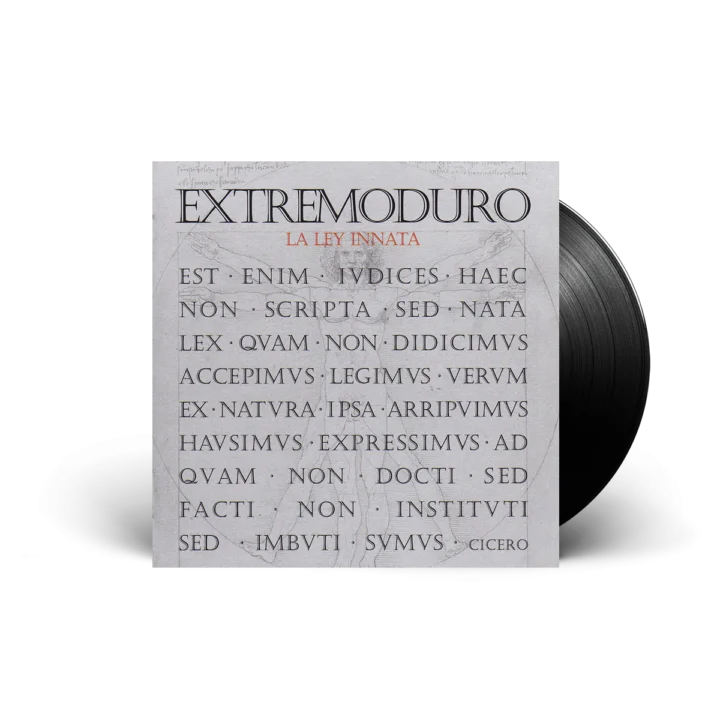 EXTREMODURO
LA LEY INNATA
EST · ENIM · IVDICES · HAEC
NON · SCRIPTA · SED · NATA
LEX · QVAM · NON · DIDICIMVS
ACCEPIMVS · LEGIMVS · VERVM
EX · NATVRA · IPSA · ARRIPVIMVS
HAVSIMVS · EXPRESSIMVS · AD
QVAM · NON · DOCTI · SED
FACTI · NON · INSTITVTI
SED · IMBVTI · SVMVS · CICERO